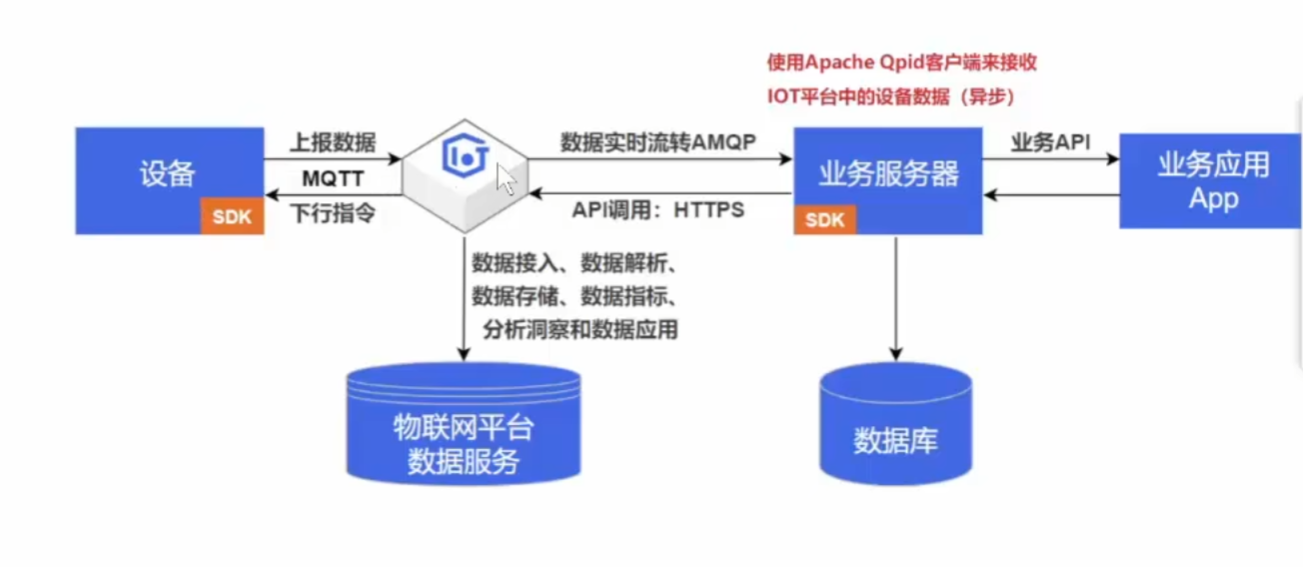 使用Apache Qpid客户端来接收
IOT平台中的设备数据（异步）
设备
SDK
上报数据
MQTT
下行指令
IOT
数据实时流转AMQP
API调用：HTTPS
业务服务器
SDK
业务API
业务应用
App
数据接入、数据解析、
数据存储、数据指标、
分析洞察和数据应用
物联网平台
数据服务
数据库